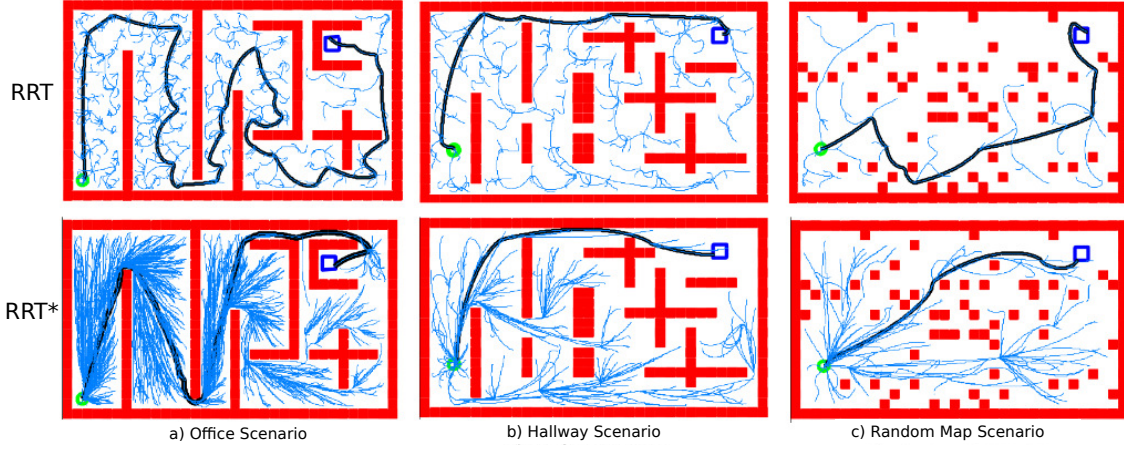 RRT
RRT*
a) Office Scenario
b) Hallway Scenario
c) Random Map Scenario